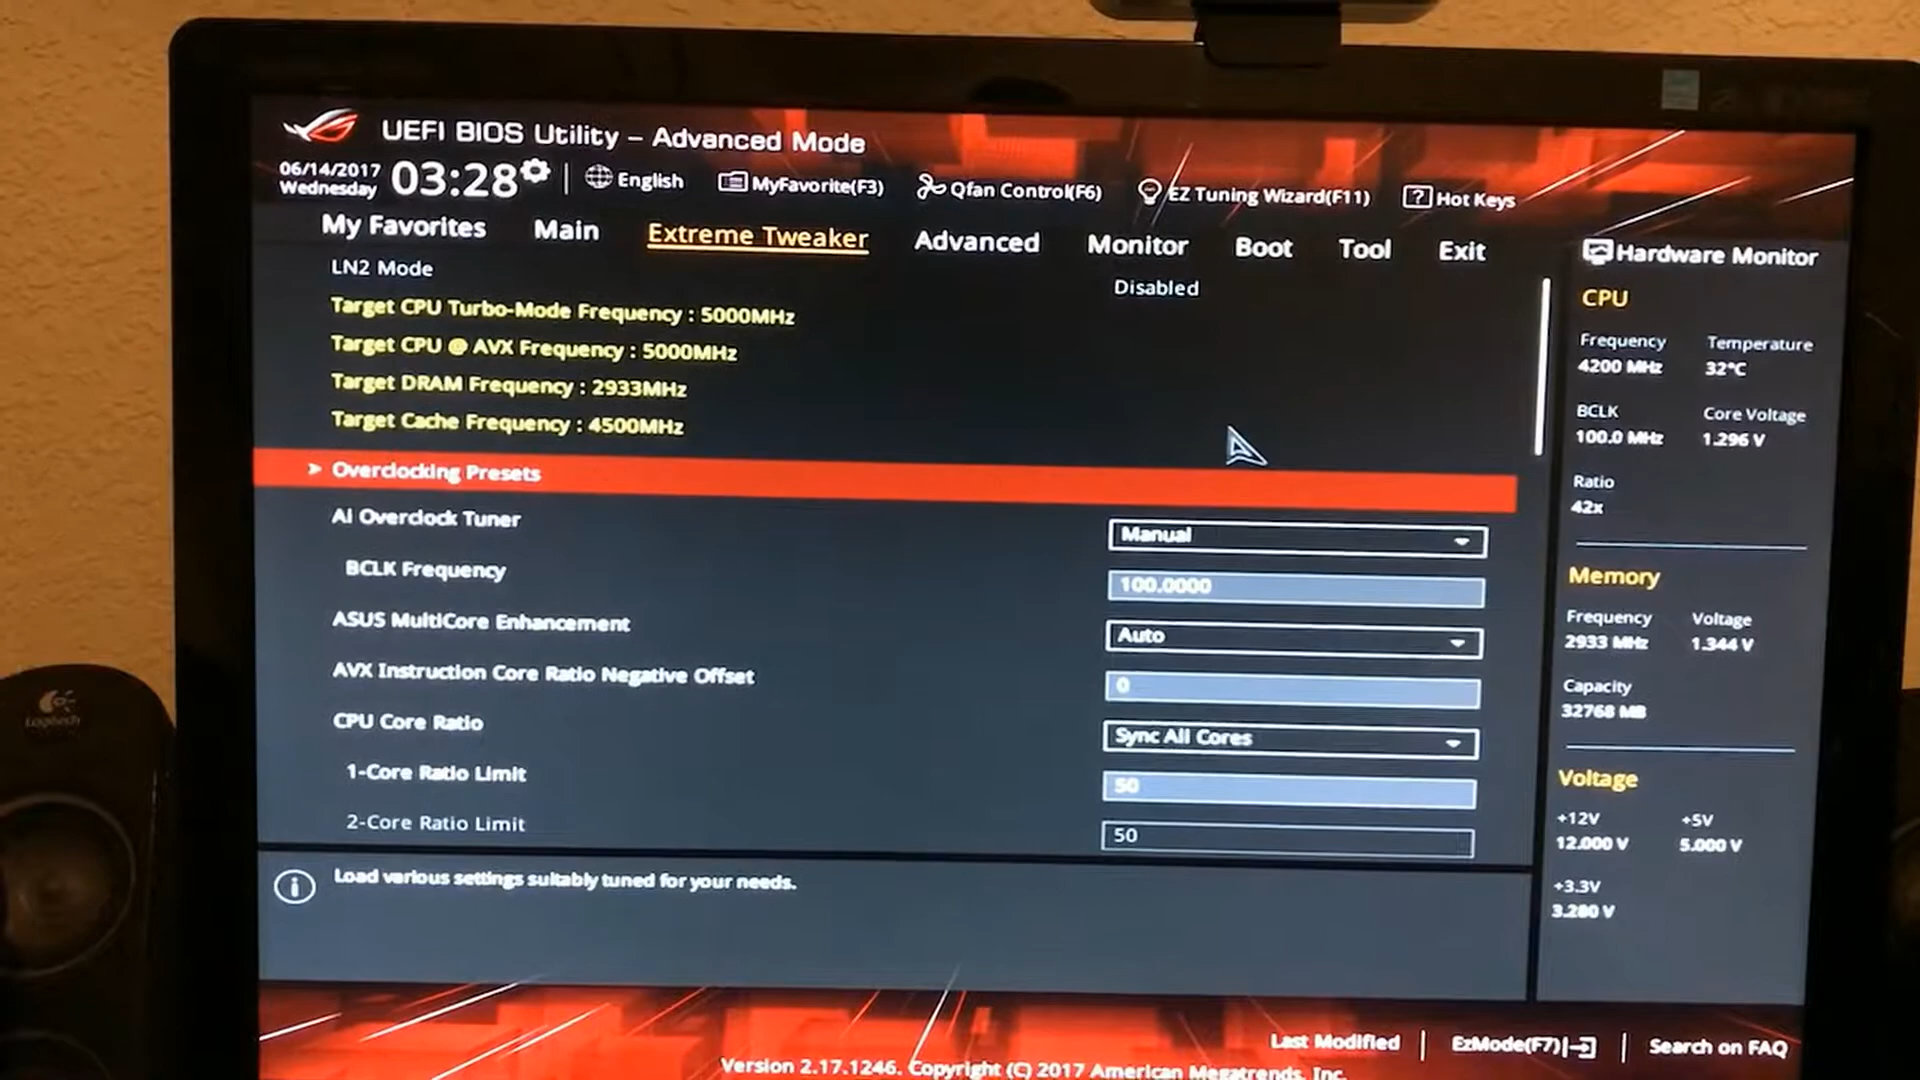 UEFI BIOS Utility – Advanced Mode
06/14/2017
Wednesday
03:28
English
MyFavorite(F3)
Qfan Control(F6)
EZ Tuning Wizard(F11)
? Hot Keys
My Favorites
Main
Extreme Tweaker
Advanced
Monitor
Boot
Tool
Exit
LN2 Mode
Disabled
Target CPU Turbo-Mode Frequency : 5000MHz
Target CPU @ AVX Frequency : 5000MHz
Target DRAM Frequency : 2933MHz
Target Cache Frequency : 4500MHz
Overclocking Presets
AI Overclock Tuner
Manual
BCLK Frequency
100.0000
ASUS MultiCore Enhancement
Auto
AVX Instruction Core Ratio Negative Offset
0
CPU Core Ratio
Sync All Cores
1-Core Ratio Limit
50
2-Core Ratio Limit
50
Load various settings suitably tuned for your needs.
Hardware Monitor
CPU
Frequency Temperature
4200 MHz 32°C
BCLK Core Voltage
100.0 MHz 1.296 V
Ratio
42x
Memory
Frequency Voltage
2933 MHz 1.344 V
Capacity
32768 MB
Voltage
+12V +5V
12.000 V 5.000 V
+3.3V
3.280 V
Last Modified
EzMode(F7)
Search on FAQ
Version 2.17.1246. Copyright (C) 2017 American Megatrends, Inc.
Logitech